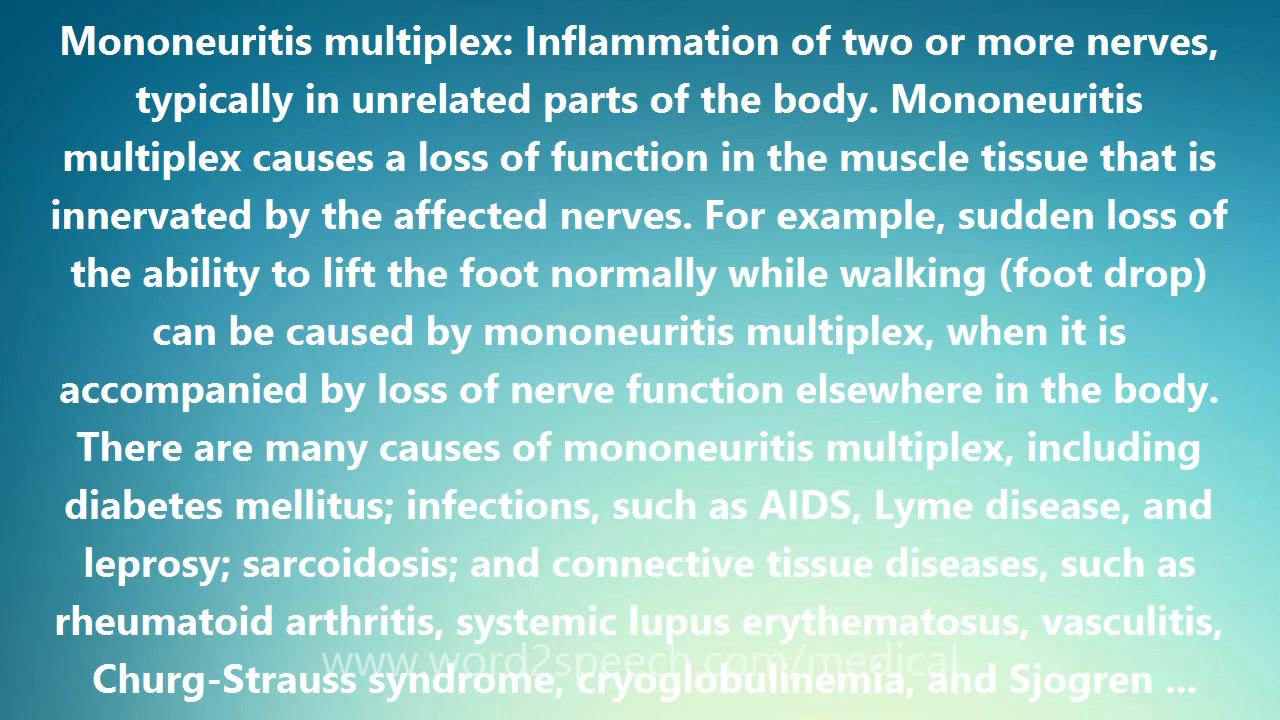 Mononeuritis multiplex: Inflammation of two or more nerves,
typically in unrelated parts of the body. Mononeuritis
multiplex causes a loss of function in the muscle tissue that is
innervated by the affected nerves. For example, sudden loss of
the ability to lift the foot normally while walking (foot drop)
can be caused by mononeuritis multiplex, when it is
accompanied by loss of nerve function elsewhere in the body.
There are many causes of mononeuritis multiplex, including
diabetes mellitus; infections, such as AIDS, Lyme disease, and
leprosy; sarcoidosis; and connective tissue diseases, such as
rheumatoid arthritis, systemic lupus erythematosus, vasculitis,
www.word2speech.com/medical
Churg-Strauss syndrome, cryoglobulinemia, and Sjogren ...